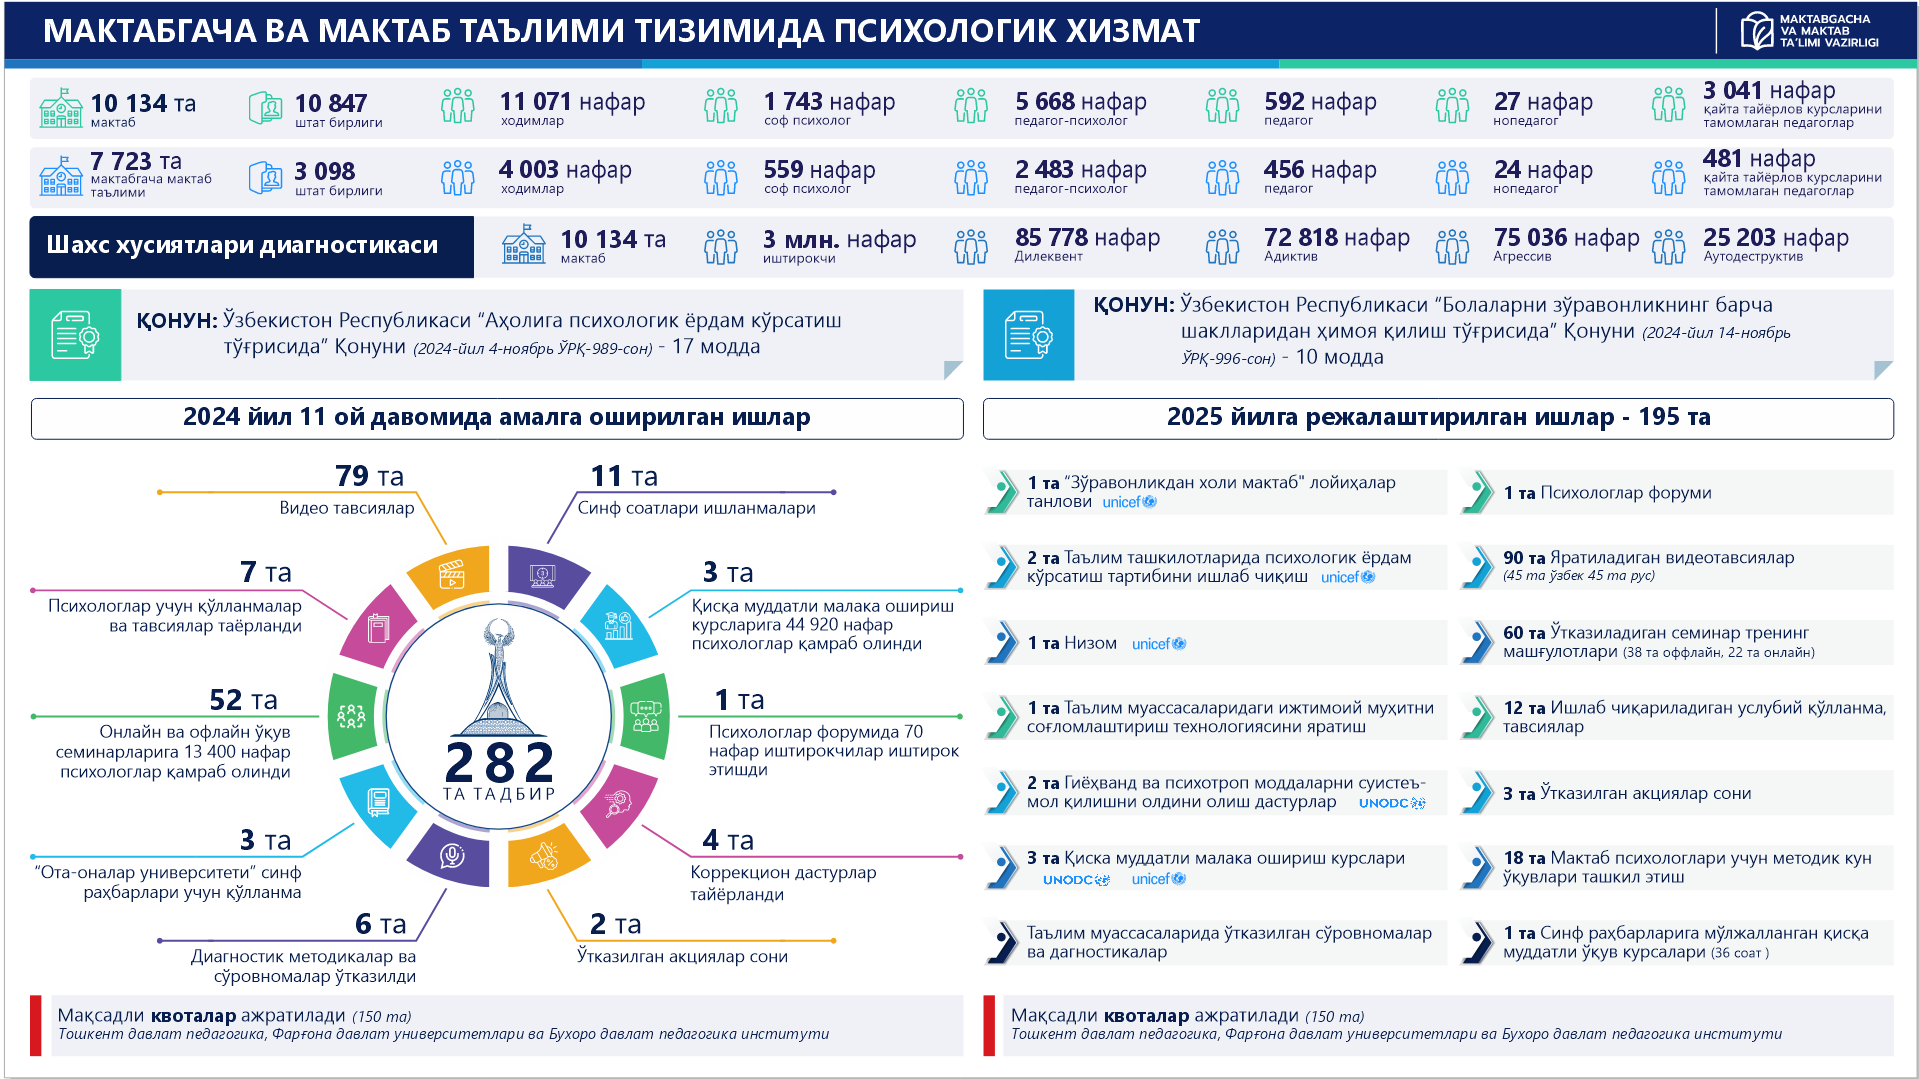 МАКТАБГАЧА ВА МАКТАБ ТАЪЛИМИ ТИЗИМИДА ПСИХОЛОГИК ХИЗМАТ
MAKTABGACHA
VA MAKTAB
TA'LIMI VAZIRLIGI
10 134 та
мактаб
10 847
штат бирлиги
11 071 нафар
ходимлар
1 743 нафар
соф психолог
5 668 нафар
педагог-психолог
592 нафар
педагог
27 нафар
нопедагог
3 041 нафар
қайта тайёрлов курсларини
тамомлаган педагоглар
7 723 та
мактабгача мактаб
таълими
3 098
штат бирлиги
4 003 нафар
ходимлар
559 нафар
соф психолог
2 483 нафар
педагог-психолог
456 нафар
педагог
24 нафар
нопедагог
481 нафар
қайта тайёрлов курсларини
тамомлаган педагоглар
Шахс хусиятлари диагностикаси
10 134 та
мактаб
3 млн. нафар
иштирокчи
85 778 нафар
Дилеквент
72 818 нафар
Адиктив
75 036 нафар
Агрессив
25 203 нафар
Аутодеструктив
ҚОНУН: Ўзбекистон Республикаси “Аҳолига психологик ёрдам кўрсатиш
тўғрисида” Қонуни (2024-йил 4-ноябрь ЎРҚ-989-сон) - 17 модда
ҚОНУН: Ўзбекистон Республикаси “Болаларни зўравонликнинг барча
шаклларидан ҳимоя қилиш тўғрисида” Қонуни (2024-йил 14-ноябрь
ЎРҚ-996-сон) - 10 модда
2024 йил 11 ой давомида амалга оширилган ишлар
79 та
Видео тавсиялар
11 та
Синф соатлари ишланмалари
7 та
Психологлар учун қўлланмалар
ва тавсиялар таёрланди
3 та
Қисқа муддатли малака ошириш
курсларига 44 920 нафар
психологлар қамраб олинди
52 та
Онлайн ва офлайн ўқув
семинарларига 13 400 нафар
психологлар қамраб олинди
1 та
Психологлар форумида 70
нафар иштирокчилар иштирок
этишди
282
ТА ТАДБИР
3 та
“Ота-оналар университети” синф
раҳбарлари учун қўлланма
4 та
Коррекцион дастурлар
тайёрланди
6 та
Диагностик методикалар ва
сўровномалар ўтказилди
2 та
Ўтказилган акциялар сони
Мақсадли квоталар ажратилади (150 та)
Тошкент давлат педагогика, Фарғона давлат университетлари ва Бухоро давлат педагогика институти
2025 йилга режалаштирилган ишлар - 195 та
1 та “Зўравонликдан холи мактаб" лойиҳалар
танлови unicef
1 та Психологлар форуми
2 та Таълим ташкилотларида психологик ёрдам
кўрсатиш тартибини ишлаб чиқиш unicef
90 та Яратиладиган видеотавсиялар
(45 та ўзбек 45 та рус)
1 та Низом unicef
60 та Ўтказиладиган семинар тренинг
машғулотлари (38 та оффлайн, 22 та онлайн)
1 та Таълим муассасаларидаги ижтимоий муҳитни
соғломлаштириш технологиясини яратиш
12 та Ишлаб чиқариладиган услубий қўлланма,
тавсиялар
2 та Гиёҳванд ва психотроп моддаларни суистеъ-
мол қилишни олдини олиш дастурлар UNODC
3 та Ўтказилган акциялар сони
3 та Қиска муддатли малака ошириш курслари
UNODC unicef
18 та Мактаб психологлари учун методик кун
ўқувлари ташкил этиш
Таълим муассасаларида ўтказилган сўровномалар
ва дагностикалар
1 та Синф раҳбарларига мўлжалланган қисқа
муддатли ўқув курсалари (36 соат )
Мақсадли квоталар ажратилади (150 та)
Тошкент давлат педагогика, Фарғона давлат университетлари ва Бухоро давлат педагогика институти